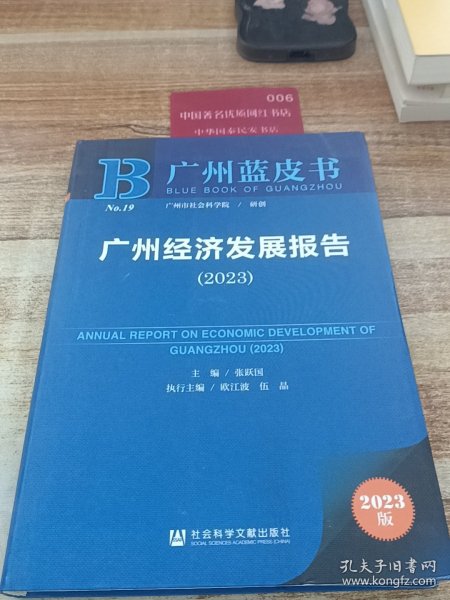 006
中国著名优质网红书店
中华国泰民安书店
B
广州蓝皮书
BLUE BOOK OF GUANGZHOU
No.19
广州市社会科学院 / 研创
广州经济发展报告
(2023)
ANNUAL REPORT ON ECONOMIC DEVELOPMENT OF
GUANGZHOU (2023)
主 编 / 张跃国
执行主编 / 欧江波 伍 晶
2023
版
社会科学文献出版社
SOCIAL SCIENCES ACADEMIC PRESS (CHINA)
孔夫子旧书网
www.kongfz.com